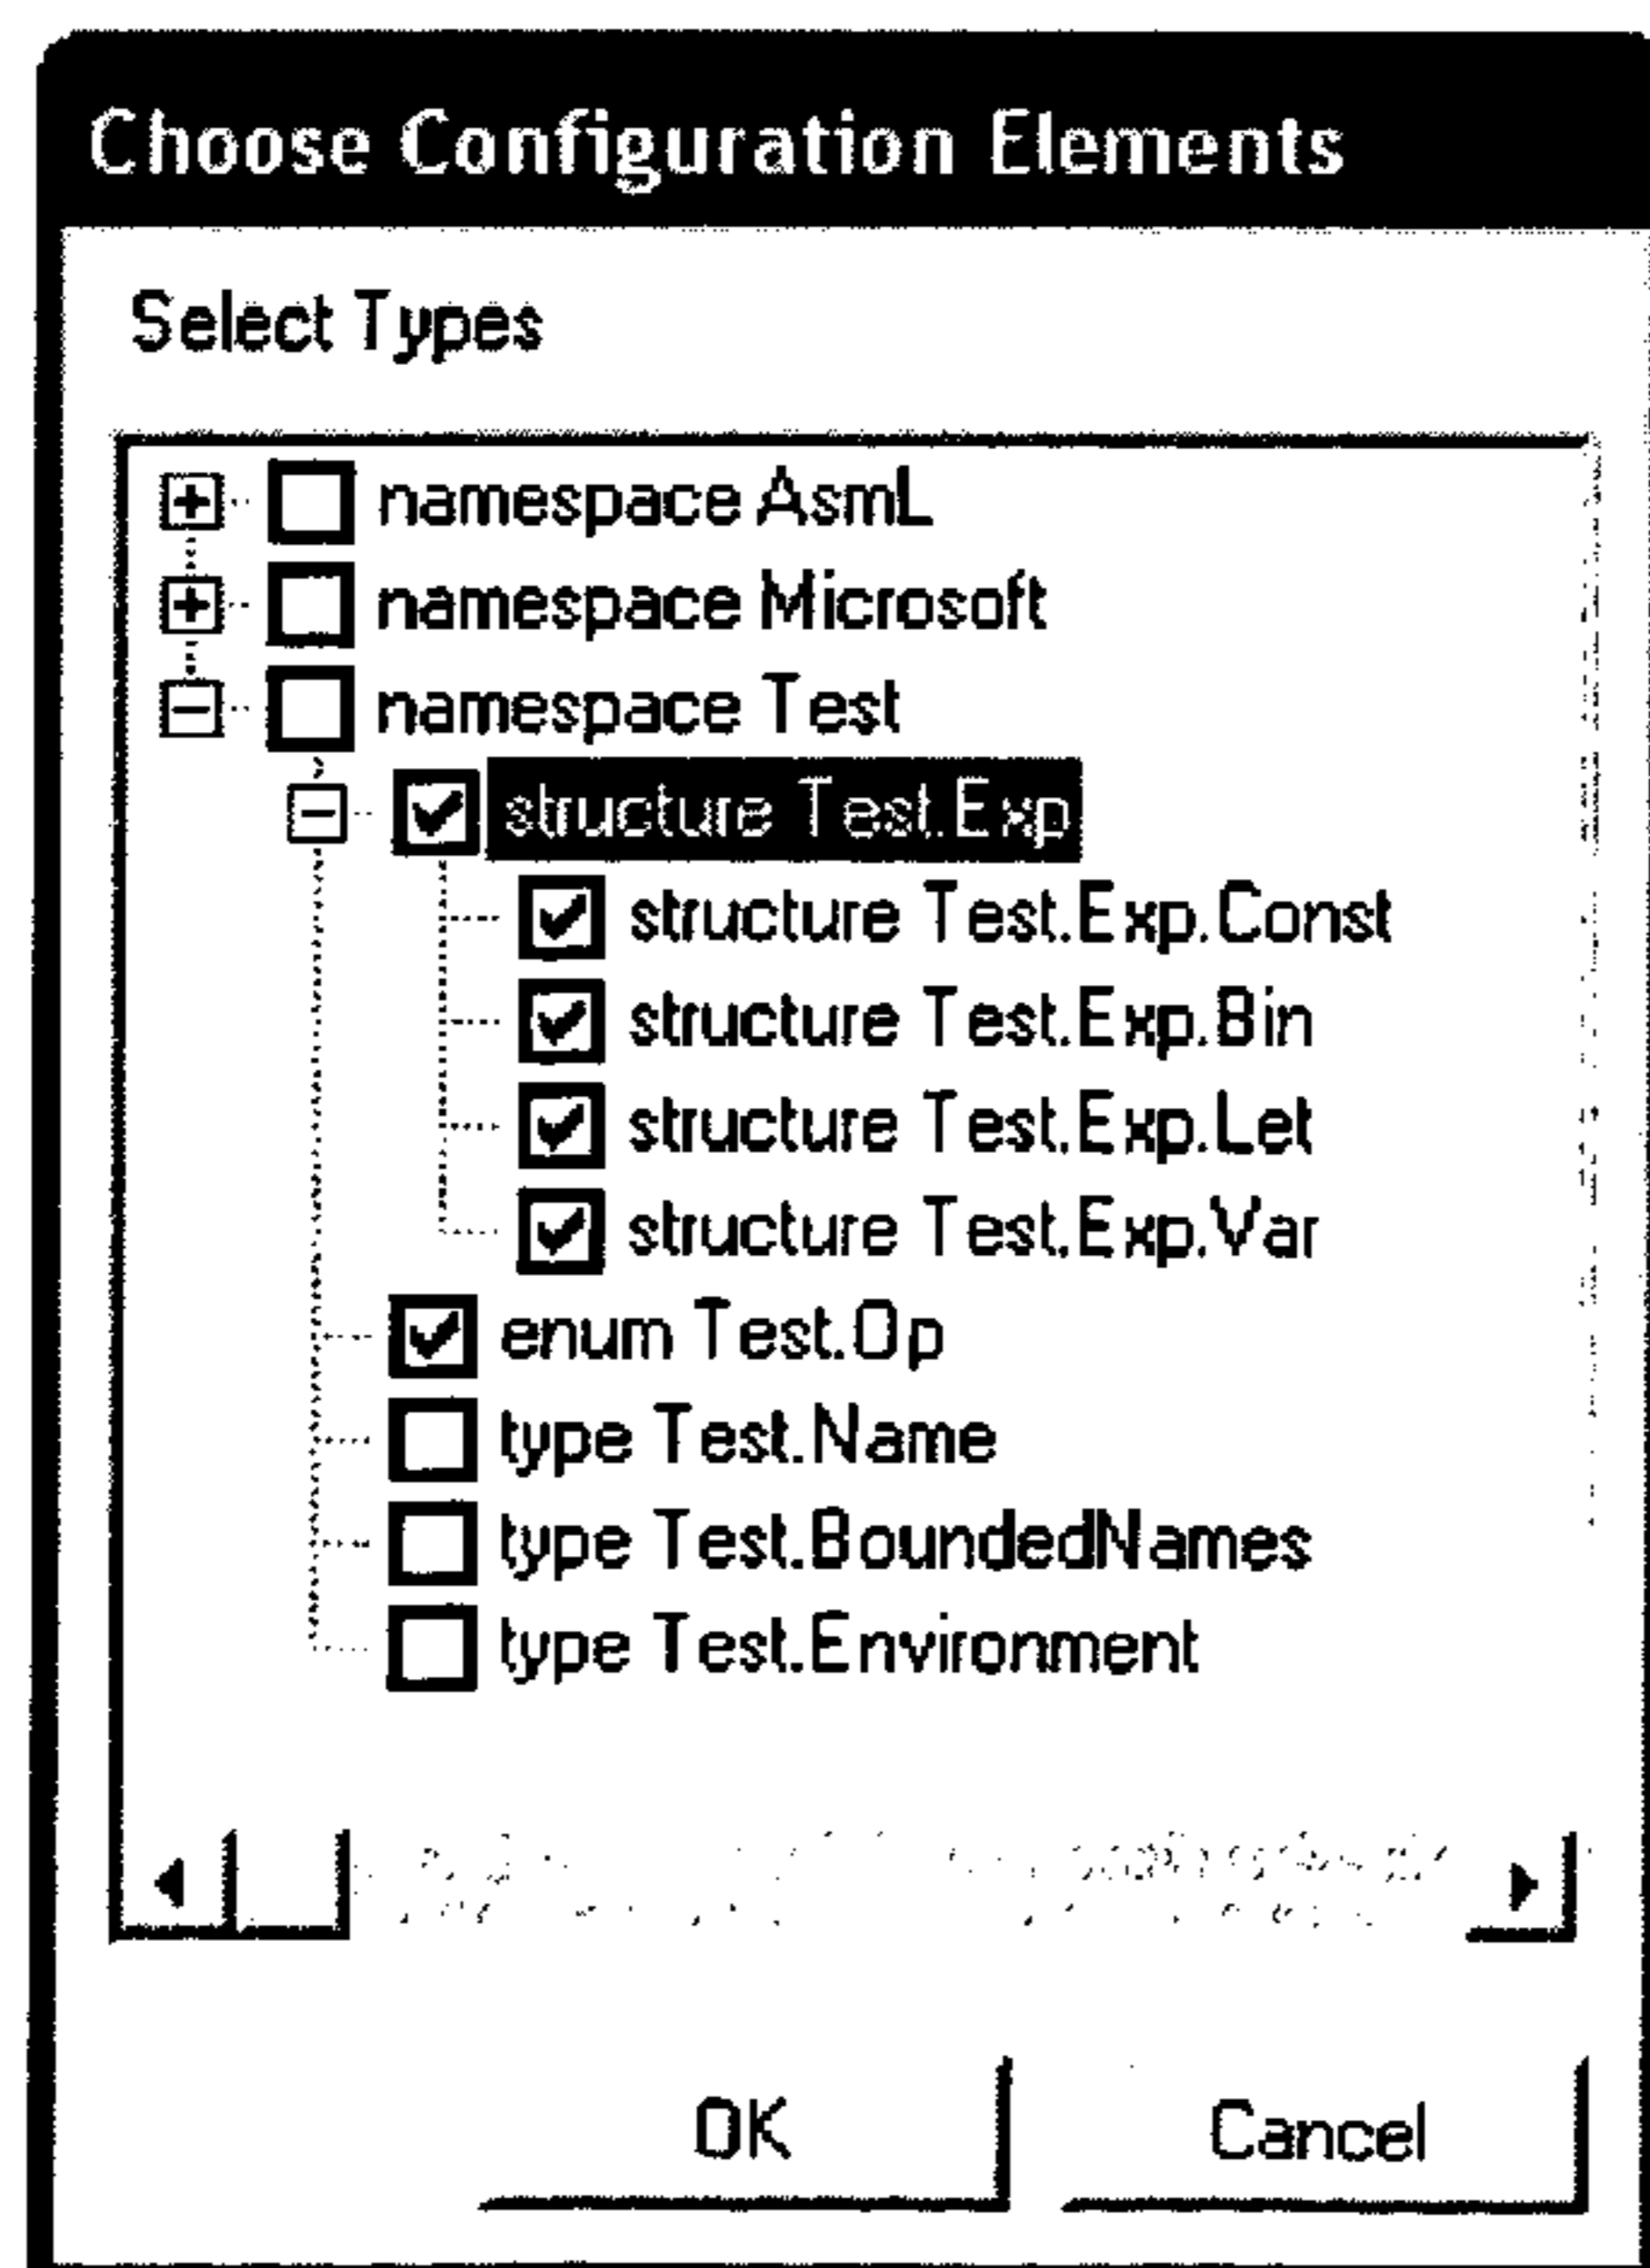 Choose Configuration Elements
Select Types
namespace AsmL
namespace Microsoft
namespace Test
structure Test.Exp
structure Test.Exp.Const
structure Test.Exp.Bin
structure Test.Exp.Let
structure Test.Exp.Var
enum Test.Op
type Test.Name
type Test.BoundedNames
type Test.Environment
OK Cancel